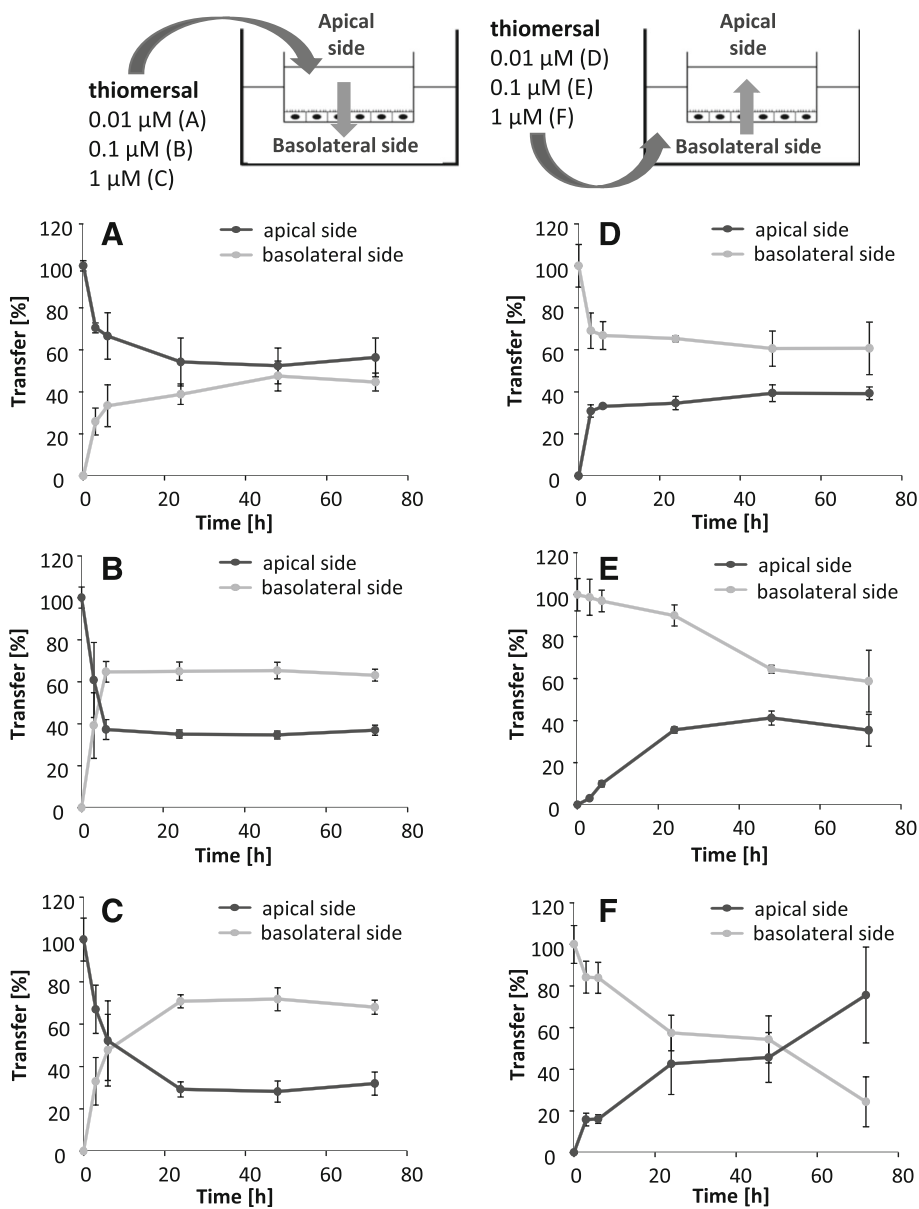 Apical
side
thiomersal
0.01 µM (A)
0.1 µM (B)
1 µM (C)
Basolateral side
Apical
side
thiomersal
0.01 µM (D)
0.1 µM (E)
1 µM (F)
Basolateral side
A
apical side
basolateral side
Transfer [%]
120
100
80
60
40
20
0
0 20 40 60 80
Time [h]
D
apical side
basolateral side
Transfer [%]
120
100
80
60
40
20
0
0 20 40 60 80
Time [h]
B
apical side
basolateral side
Transfer [%]
120
100
80
60
40
20
0
0 20 40 60 80
Time [h]
E
apical side
basolateral side
Transfer [%]
120
100
80
60
40
20
0
0 20 40 60 80
Time [h]
C
apical side
basolateral side
Transfer [%]
120
100
80
60
40
20
0
0 20 40 60 80
Time [h]
F
apical side
basolateral side
Transfer [%]
120
100
80
60
40
20
0
0 20 40 60 80
Time [h]